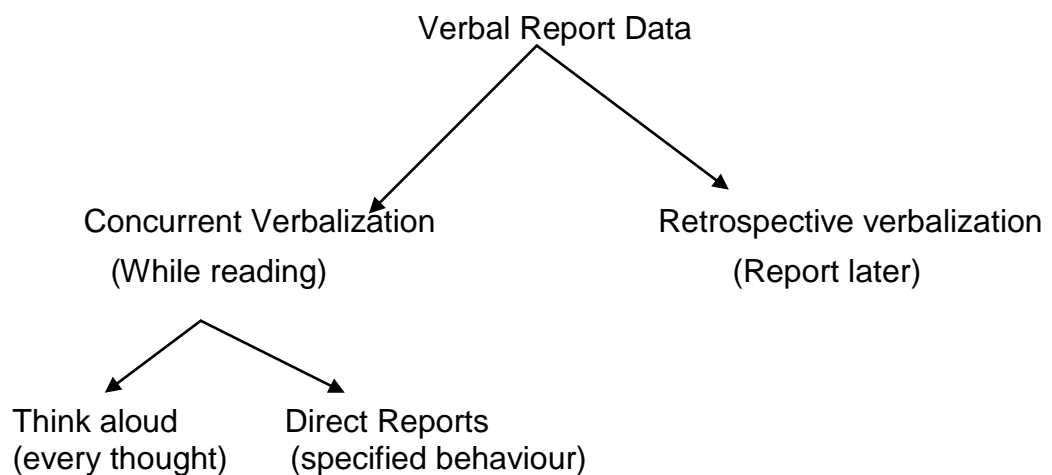 Verbal Report Data
Concurrent Verbalization
(While reading)
Retrospective verbalization
(Report later)
Think aloud
(every thought)
Direct Reports
(specified behaviour)